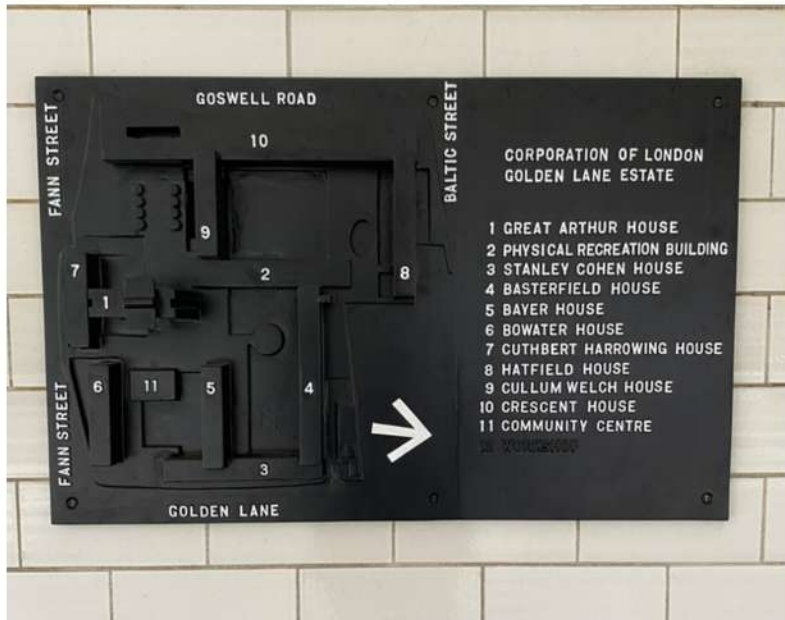 GOSWELL ROAD
FANN STREET
BALTIC STREET
10
9
7
2
8
1
6
11
5
4
3
FANN STREET
GOLDEN LANE
CORPORATION OF LONDON
GOLDEN LANE ESTATE
1 GREAT ARTHUR HOUSE
2 PHYSICAL RECREATION BUILDING
3 STANLEY COHEN HOUSE
4 BASTERFIELD HOUSE
5 BAYER HOUSE
6 BOWATER HOUSE
7 CUTHBERT HARROWING HOUSE
8 HATFIELD HOUSE
9 CULLUM WELCH HOUSE
10 CRESCENT HOUSE
11 COMMUNITY CENTRE
12 WORKSHOP